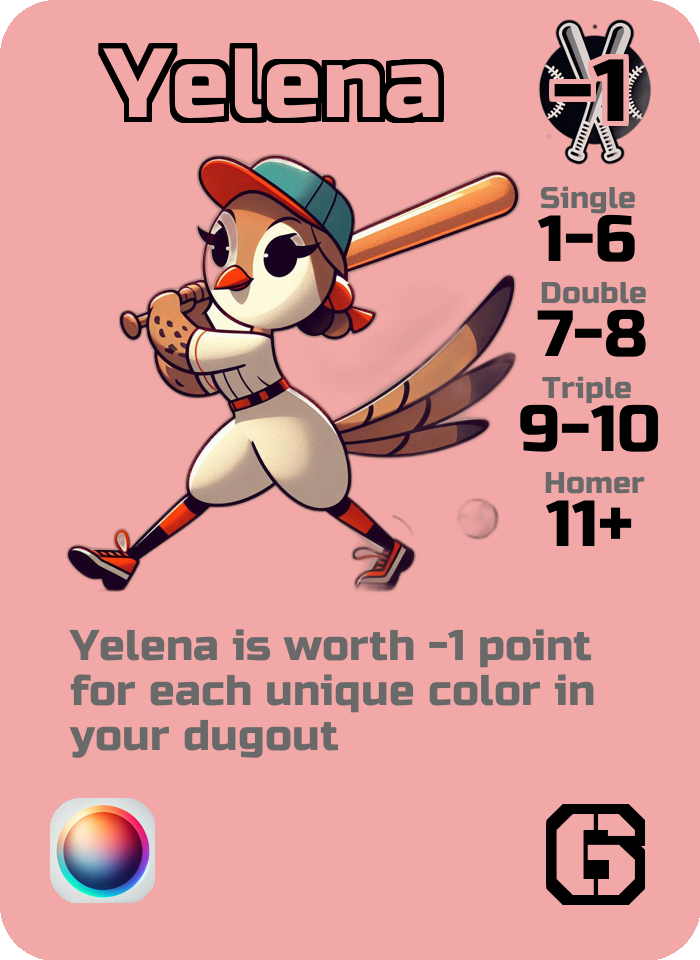 Yelena
-1
Single
1-6
Double
7-8
Triple
9-10
Homer
11+
Yelena is worth -1 point
for each unique color in
your dugout
G